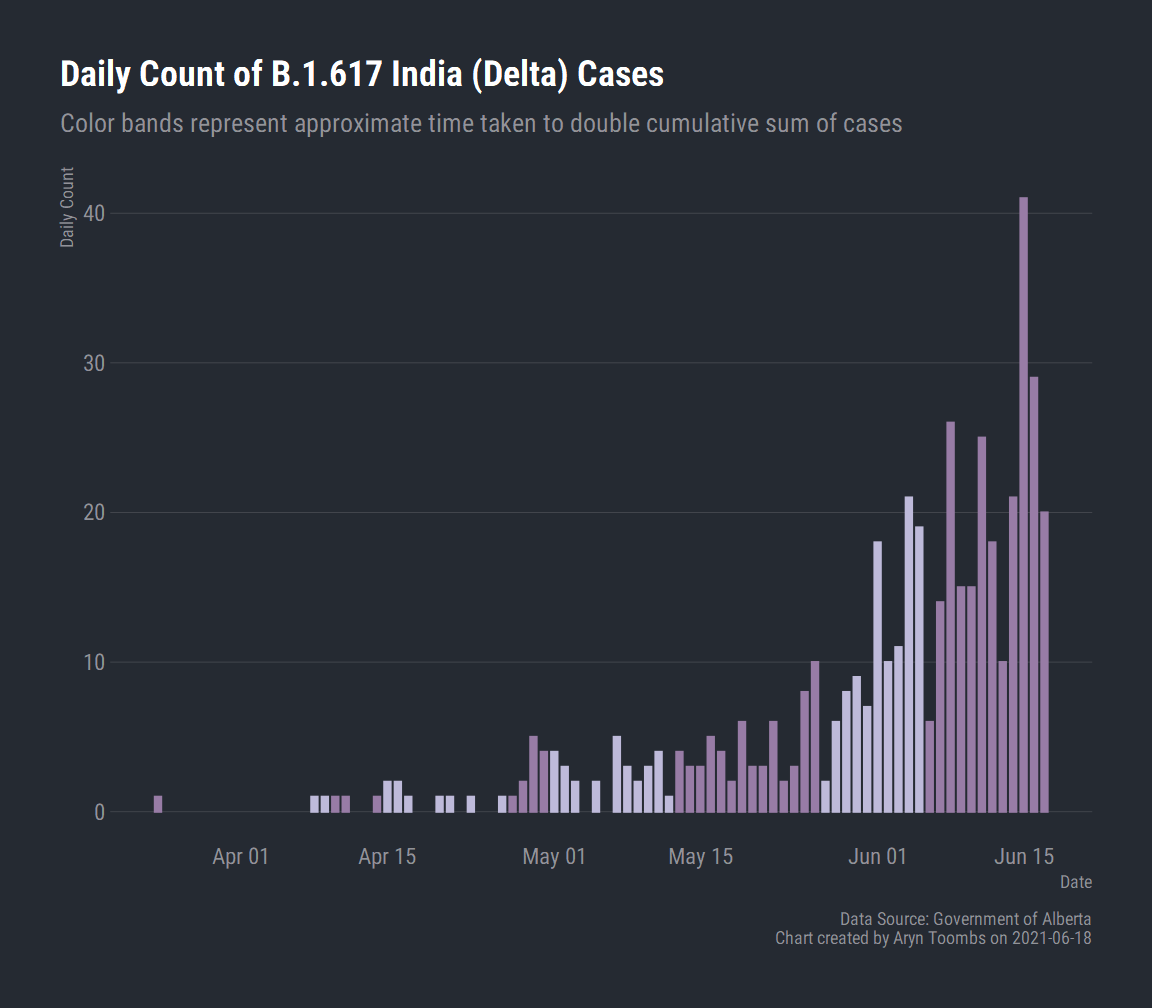 Daily Count of B.1.617 India (Delta) Cases
Color bands represent approximate time taken to double cumulative sum of cases
Daily Count
40
30
20
10
0
Apr 01 Apr 15 May 01 May 15 Jun 01 Jun 15
Date
Data Source: Government of Alberta
Chart created by Aryn Toombs on 2021-06-18